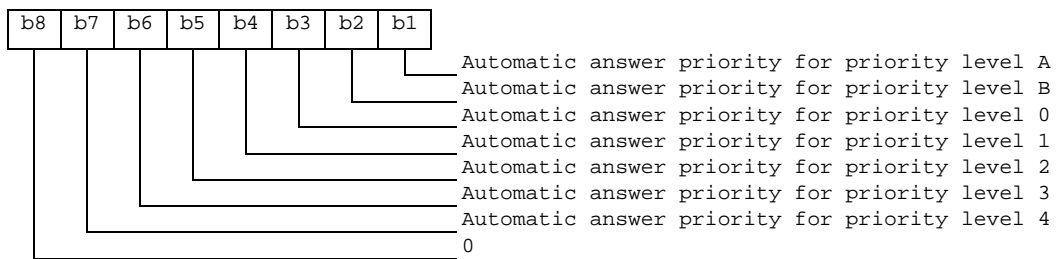 b8 b7 b6 b5 b4 b3 b2 b1
Automatic answer priority for priority level A
Automatic answer priority for priority level B
Automatic answer priority for priority level 0
Automatic answer priority for priority level 1
Automatic answer priority for priority level 2
Automatic answer priority for priority level 3
Automatic answer priority for priority level 4
0